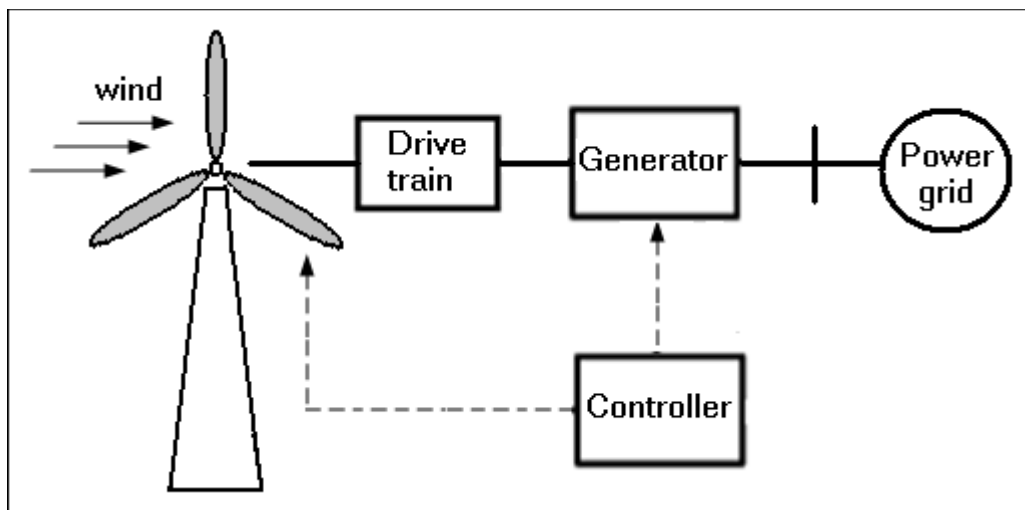 wind
Drive
train
Generator
Power
grid
Controller